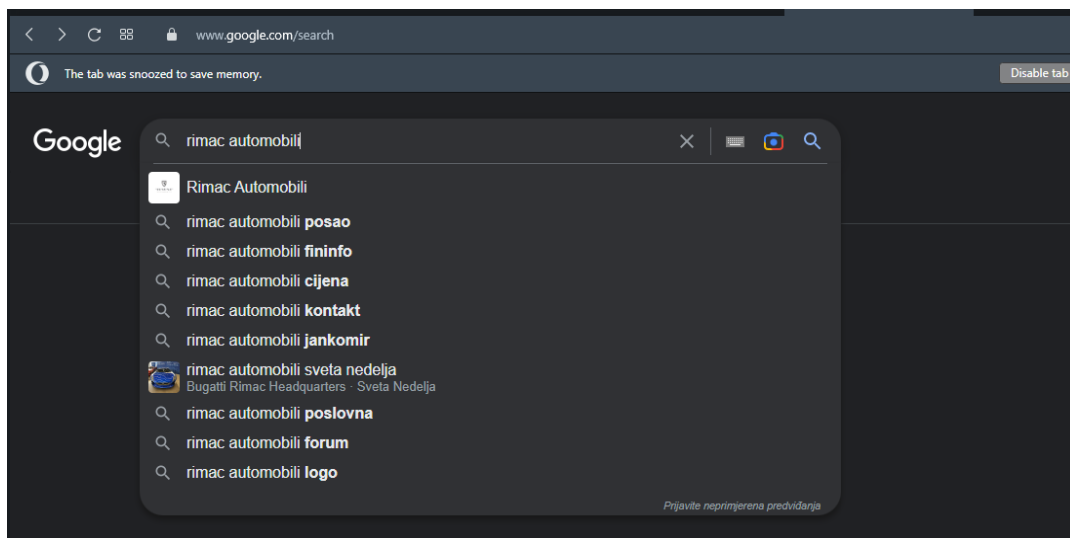 www.google.com/search
The tab was snoozed to save memory.
Disable tab
Google
rimac automobili
Rimac Automobili
rimac automobili posao
rimac automobili fininfo
rimac automobili cijena
rimac automobili kontakt
rimac automobili jankomir
rimac automobili sveta nedelja
Bugatti Rimac Headquarters · Sveta Nedelja
rimac automobili poslovna
rimac automobili forum
rimac automobili logo
Prijavite neprimjerena predviđanja